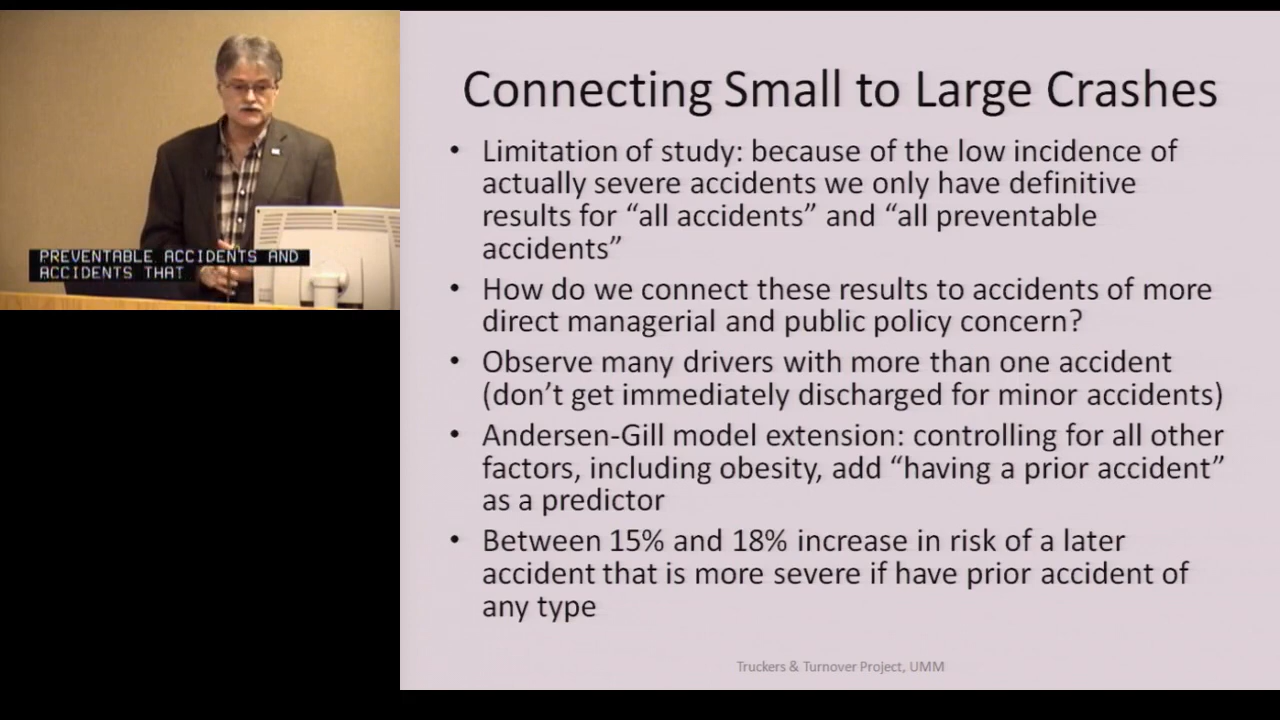 PREVENTABLE ACCIDENTS AND
ACCIDENTS THAT
Connecting Small to Large Crashes
• Limitation of study: because of the low incidence of
actually severe accidents we only have definitive
results for “all accidents” and “all preventable
accidents”
• How do we connect these results to accidents of more
direct managerial and public policy concern?
• Observe many drivers with more than one accident
(don’t get immediately discharged for minor accidents)
• Andersen-Gill model extension: controlling for all other
factors, including obesity, add “having a prior accident”
as a predictor
• Between 15% and 18% increase in risk of a later
accident that is more severe if have prior accident of
any type
Truckers & Turnover Project, UMM